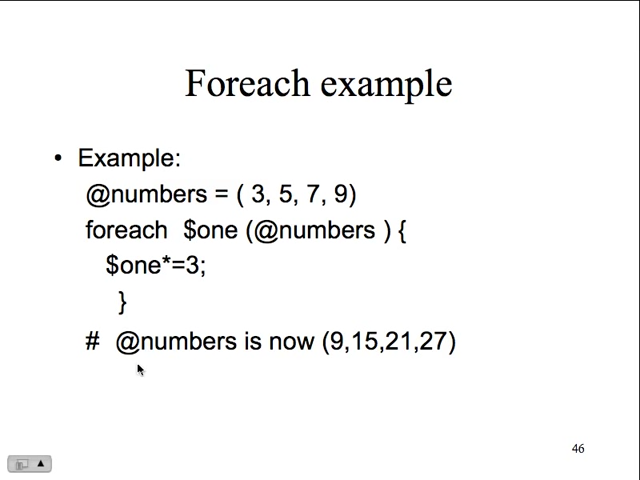 Foreach example
• Example:
@numbers = ( 3, 5, 7, 9)
foreach $one (@numbers ) {
$one*=3;
}
# @numbers is now (9,15,21,27)
46